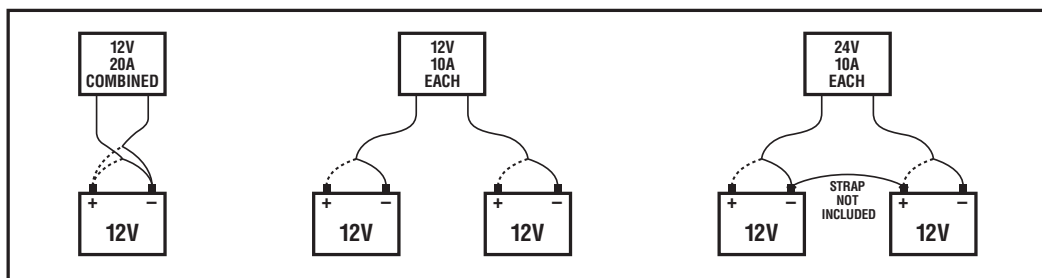 12V
20A
COMBINED
+ −
12V
12V
10A
EACH
+ −
12V
+ −
12V
24V
10A
EACH
+ −
12V
STRAP
NOT
INCLUDED
+ −
12V